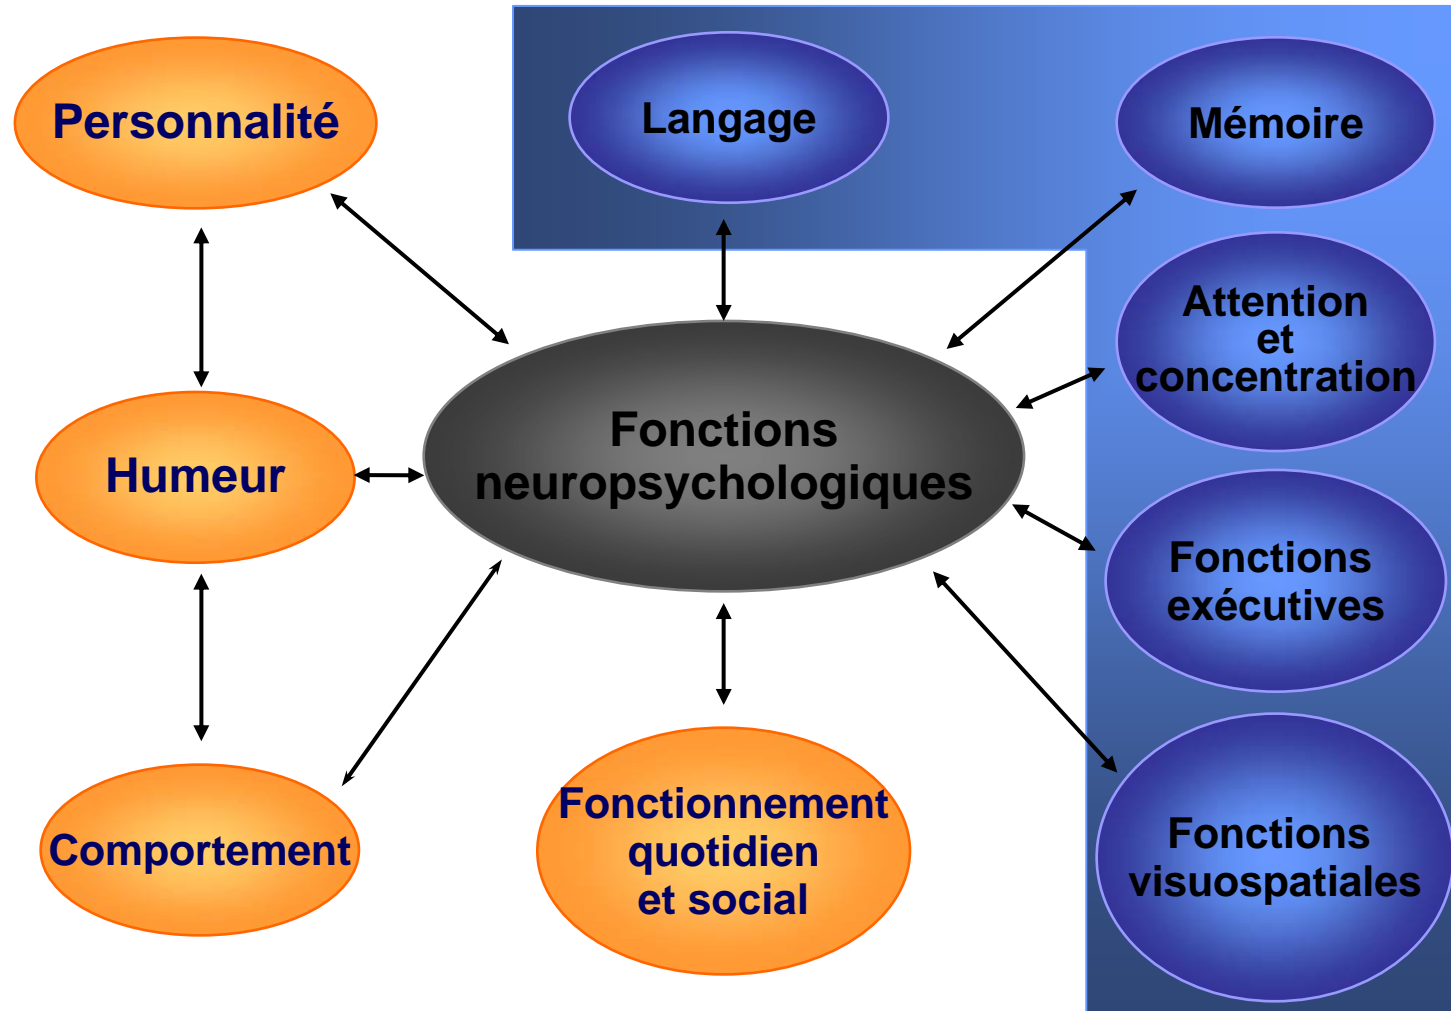 Personnalité
Langage
Mémoire
Attention
et
concentration
Humeur
Fonctions
neuropsychologiques
Fonctions
exécutives
Comportement
Fonctionnement
quotidien
et social
Fonctions
visuospatiales